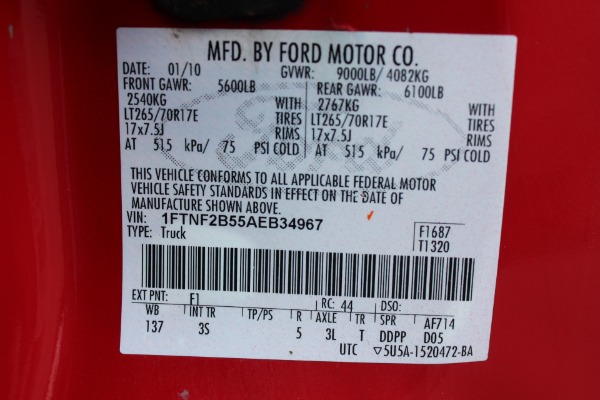 MFD. BY FORD MOTOR CO.
DATE: 01/10 GVWR: 9000LB/ 4082KG
FRONT GAWR: 5600LB REAR GAWR: 6100LB
2540KG WITH 2767KG WITH
LT265/70R17E TIRES LT265/70R17E TIRES
17x7.5J RIMS 17x7.5J RIMS
AT 515 kPa/ 75 PSI COLD AT 515 kPa/ 75 PSI COLD
THIS VEHICLE CONFORMS TO ALL APPLICABLE FEDERAL MOTOR
VEHICLE SAFETY STANDARDS IN EFFECT ON THE DATE OF
MANUFACTURE SHOWN ABOVE.
VIN: 1FTNF2B55AEB34967 F1687
TYPE: Truck T1320
EXT PNT: F1 RC: 44 DSO:
WB INT TR TP/PS R AXLE TR SPR AF714
137 3S 5 3L T DDPP D05
UTC ▽5U5A-1520472-BA
Ford